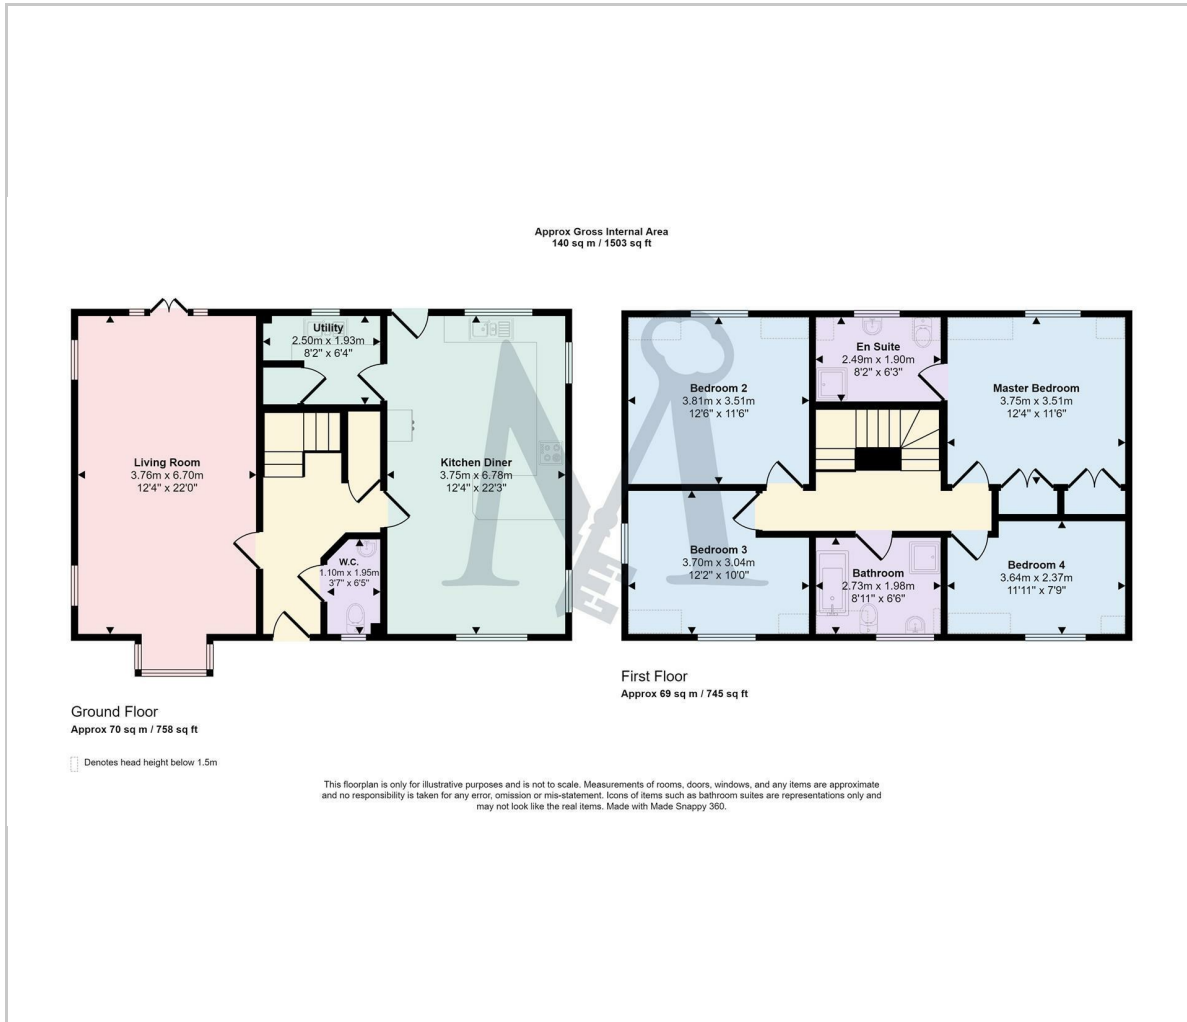 Approx Gross Internal Area
140 sq m / 1503 sq ft
Utility
2.50m x 1.93m
8'2" x 6'4"
Living Room
3.76m x 6.70m
12'4" x 22'0"
Kitchen Diner
3.75m x 6.78m
12'4" x 22'3"
W.C.
1.10m x 1.95m
3'7" x 6'5"
Ground Floor
Approx 70 sq m / 758 sq ft
Denotes head height below 1.5m
En Suite
2.49m x 1.90m
8'2" x 6'3"
Bedroom 2
3.81m x 3.51m
12'6" x 11'6"
Master Bedroom
3.75m x 3.51m
12'4" x 11'6"
Bedroom 3
3.70m x 3.04m
12'2" x 10'0"
Bathroom
2.73m x 1.98m
8'11" x 6'6"
Bedroom 4
3.64m x 2.37m
11'11" x 7'9"
First Floor
Approx 69 sq m / 745 sq ft
This floorplan is only for illustrative purposes and is not to scale. Measurements of rooms, doors, windows, and any items are approximate
and no responsibility is taken for any error, omission or mis-statement. Icons of items such as bathroom suites are representations only and
may not look like the real items. Made with Made Snappy 360.